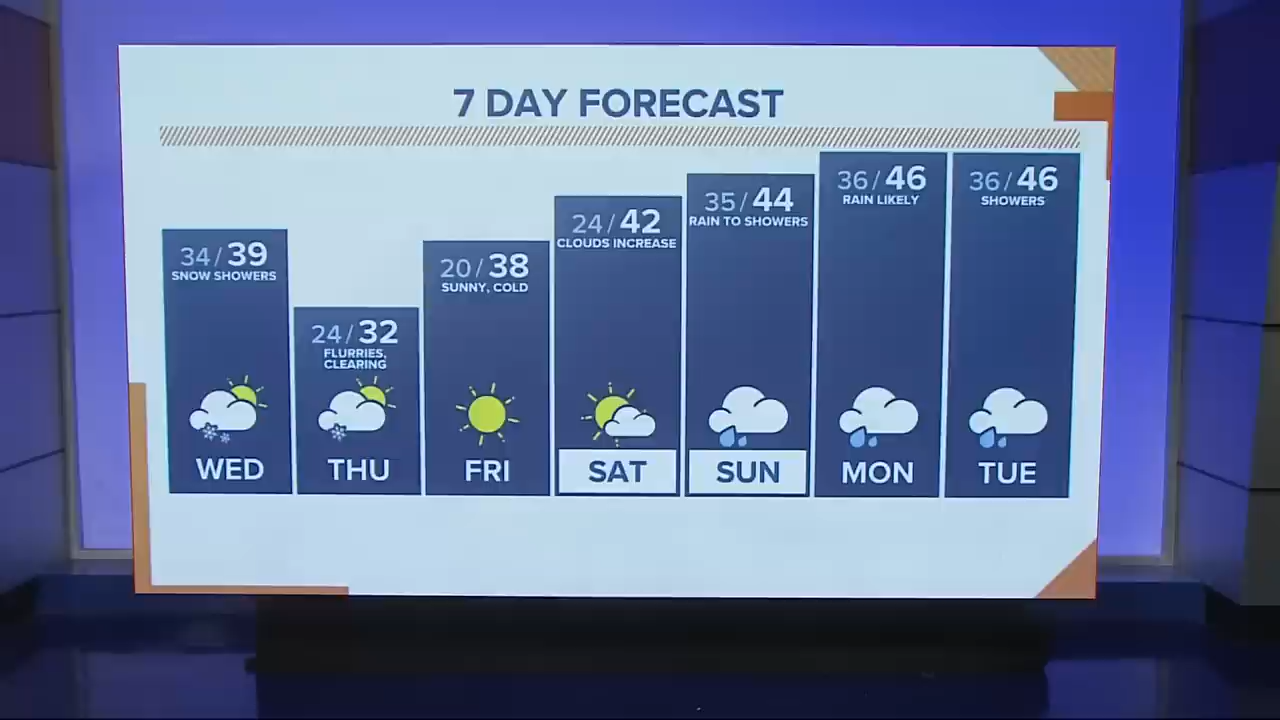 7 DAY FORECAST
34/39
SNOW SHOWERS
WED
24/32
FLURRIES,
CLEARING
THU
20/38
SUNNY, COLD
FRI
24/42
CLOUDS INCREASE
SAT
35/44
RAIN TO SHOWERS
SUN
36/46
RAIN LIKELY
MON
36/46
SHOWERS
TUE